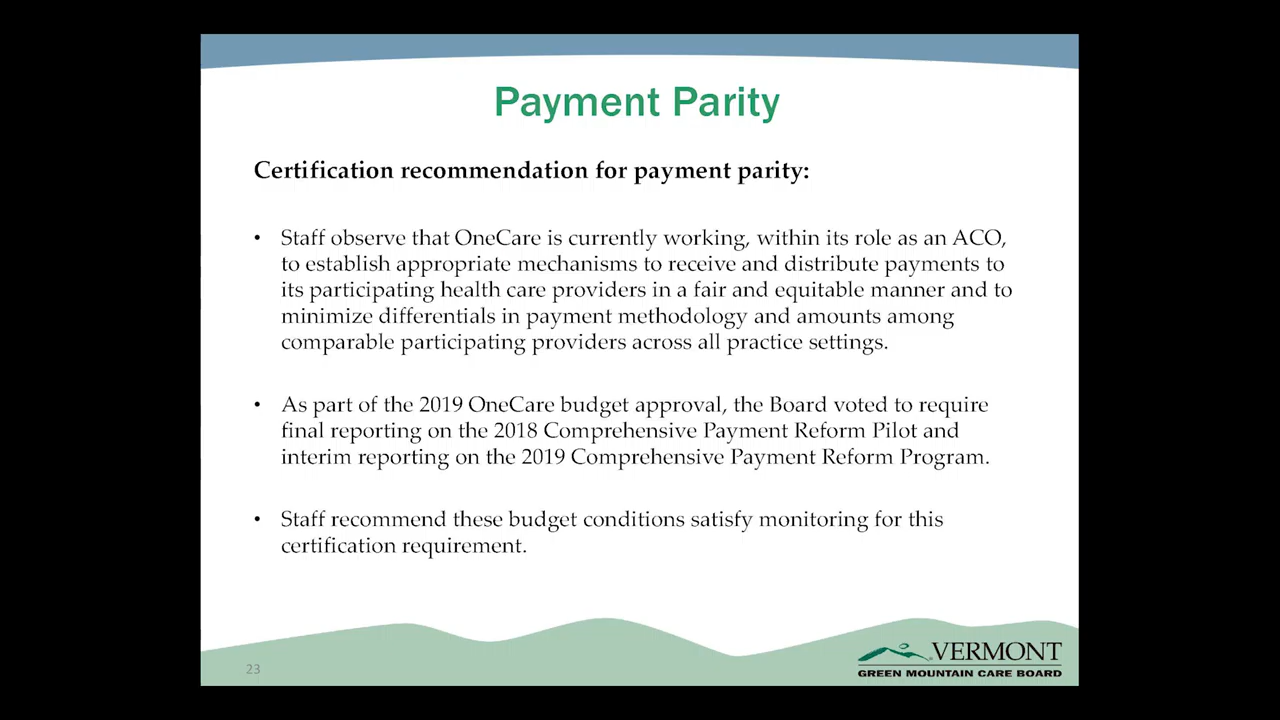 Payment Parity
Certification recommendation for payment parity:
• Staff observe that OneCare is currently working, within its role as an ACO,
to establish appropriate mechanisms to receive and distribute payments to
its participating health care providers in a fair and equitable manner and to
minimize differentials in payment methodology and amounts among
comparable participating providers across all practice settings.
• As part of the 2019 OneCare budget approval, the Board voted to require
final reporting on the 2018 Comprehensive Payment Reform Pilot and
interim reporting on the 2019 Comprehensive Payment Reform Program.
• Staff recommend these budget conditions satisfy monitoring for this
certification requirement.
23
VERMONT
GREEN MOUNTAIN CARE BOARD